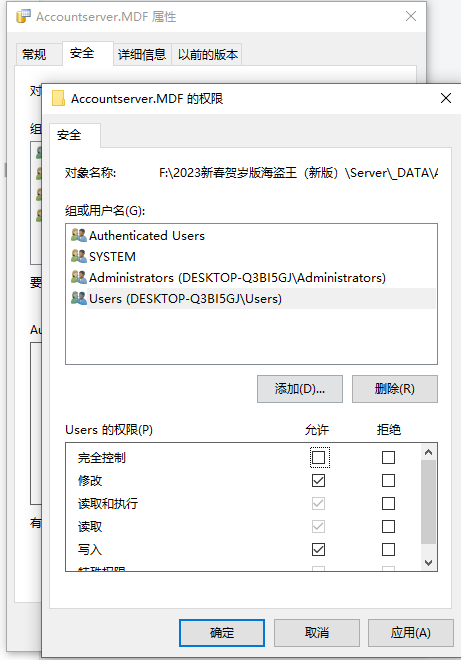 Accountserver.MDF 属性
常规 安全 详细信息 以前的版本
Accountserver.MDF 的权限
安全
对象名称: F:\2023新春贺岁版海盗王（新版）\Server\_DATA\A
组或用户名(G):
Authenticated Users
SYSTEM
Administrators (DESKTOP-Q3BI5GJ\Administrators)
Users (DESKTOP-Q3BI5GJ\Users)
添加(D)... 删除(R)
Users 的权限(P) 允许 拒绝
完全控制
修改
读取和执行
读取
写入
特殊权限
确定 取消 应用(A)
对
组
要
Au
有